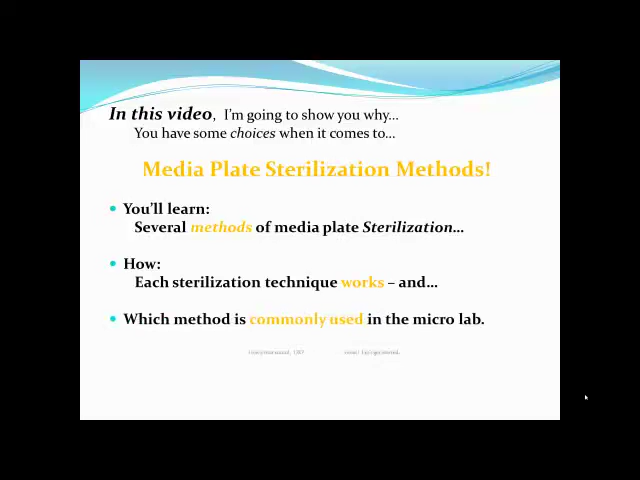 In this video, I'm going to show you why...
You have some choices when it comes to...
Media Plate Sterilization Methods!
You'll learn:
Several methods of media plate Sterilization...
How:
Each sterilization technique works – and...
Which method is commonly used in the micro lab.